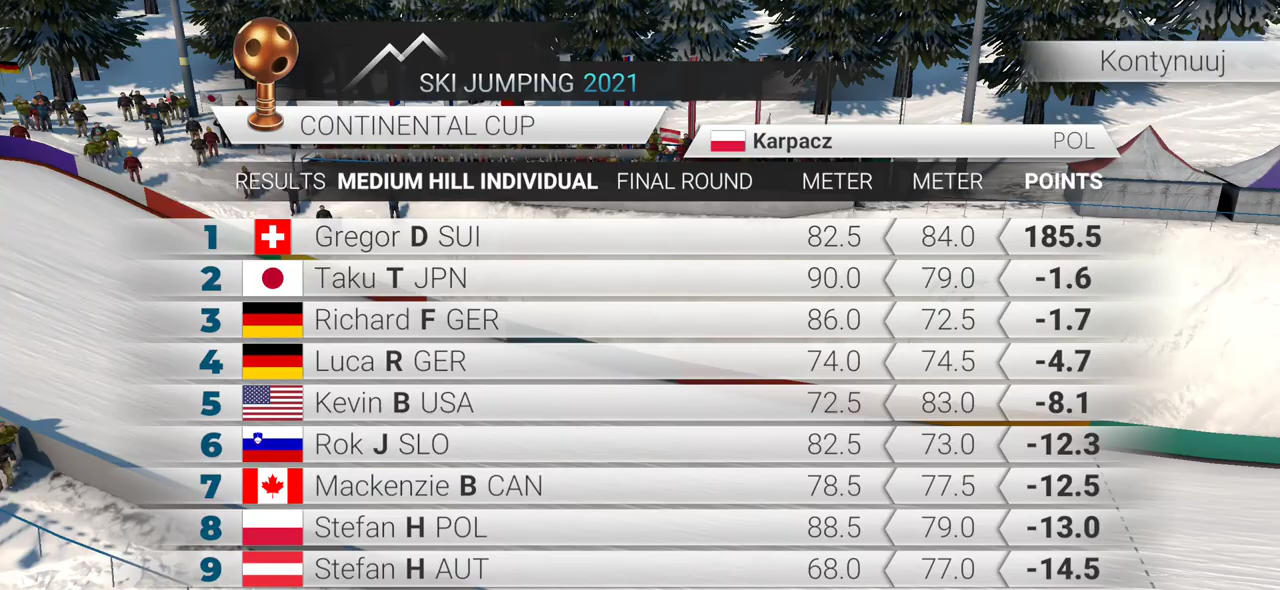 SKI JUMPING 2021
Kontynuuj
CONTINENTAL CUP
Karpacz POL
RESULTS MEDIUM HILL INDIVIDUAL FINAL ROUND METER METER POINTS
1 Gregor D SUI 82.5 84.0 185.5
2 Taku T JPN 90.0 79.0 -1.6
3 Richard F GER 86.0 72.5 -1.7
4 Luca R GER 74.0 74.5 -4.7
5 Kevin B USA 72.5 83.0 -8.1
6 Rok J SLO 82.5 73.0 -12.3
7 Mackenzie B CAN 78.5 77.5 -12.5
8 Stefan H POL 88.5 79.0 -13.0
9 Stefan H AUT 68.0 77.0 -14.5